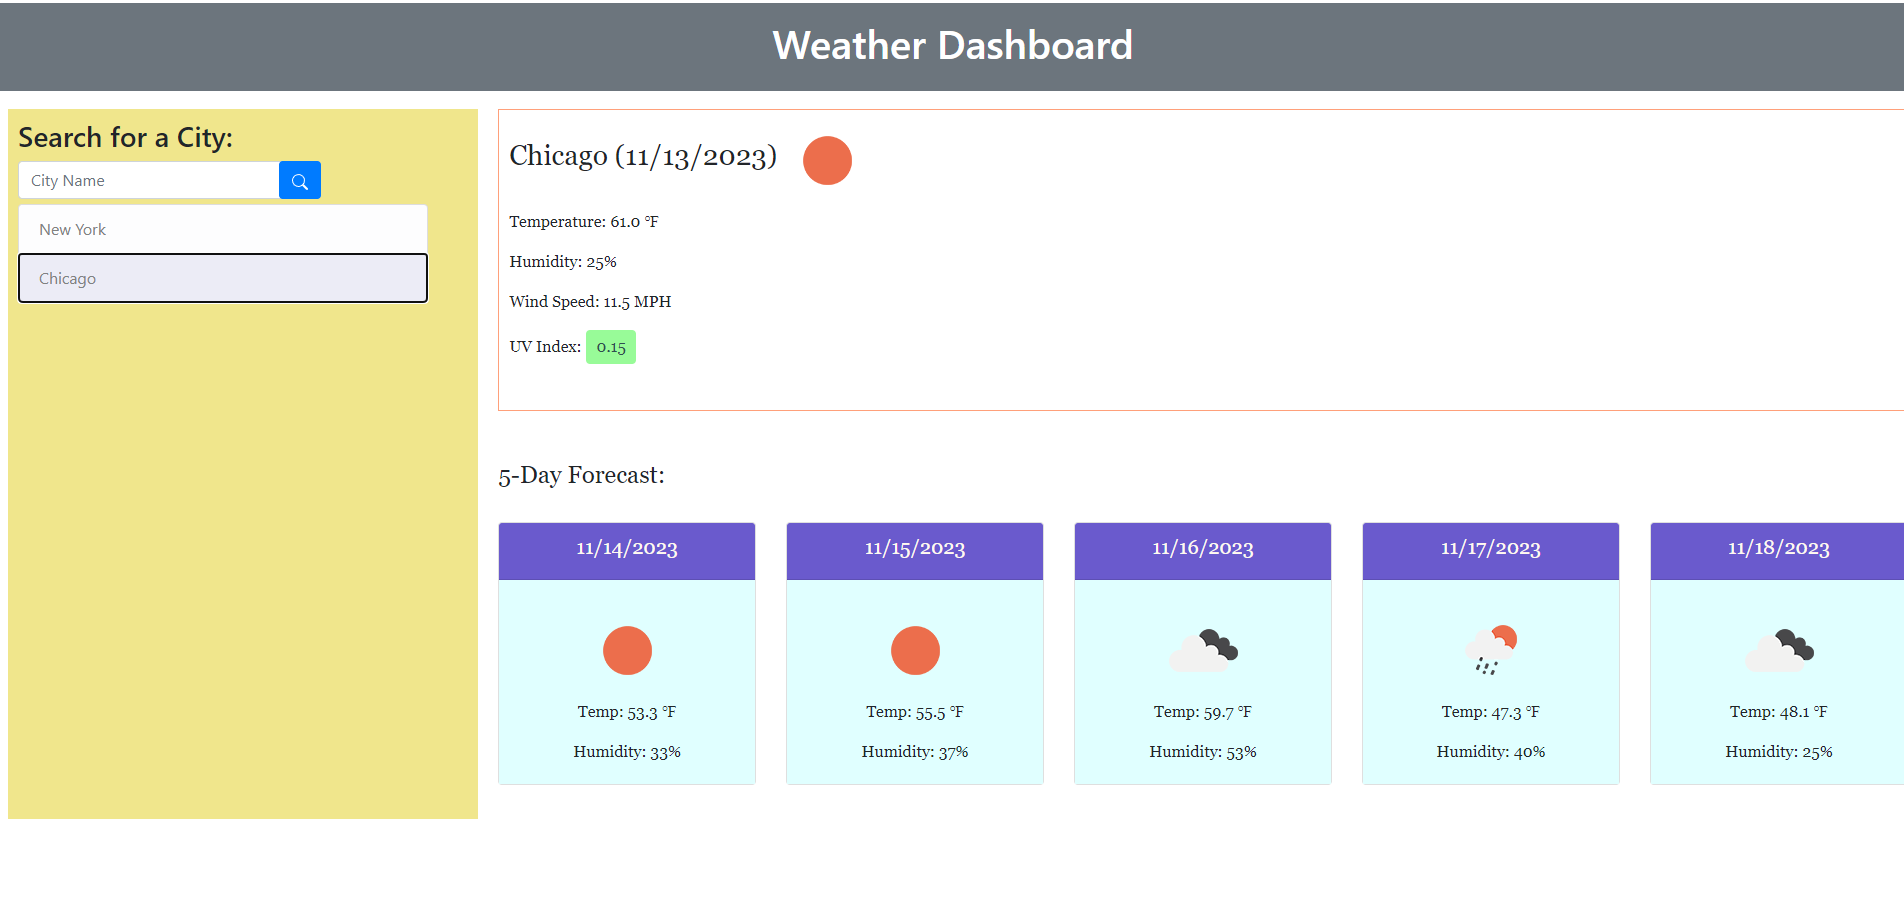 Weather Dashboard
Search for a City:
City Name
New York
Chicago
Chicago (11/13/2023)
Temperature: 61.0 °F
Humidity: 25%
Wind Speed: 11.5 MPH
UV Index: 0.15
5-Day Forecast:
11/14/2023
Temp: 53.3 °F
Humidity: 33%
11/15/2023
Temp: 55.5 °F
Humidity: 37%
11/16/2023
Temp: 59.7 °F
Humidity: 53%
11/17/2023
Temp: 47.3 °F
Humidity: 40%
11/18/2023
Temp: 48.1 °F
Humidity: 25%